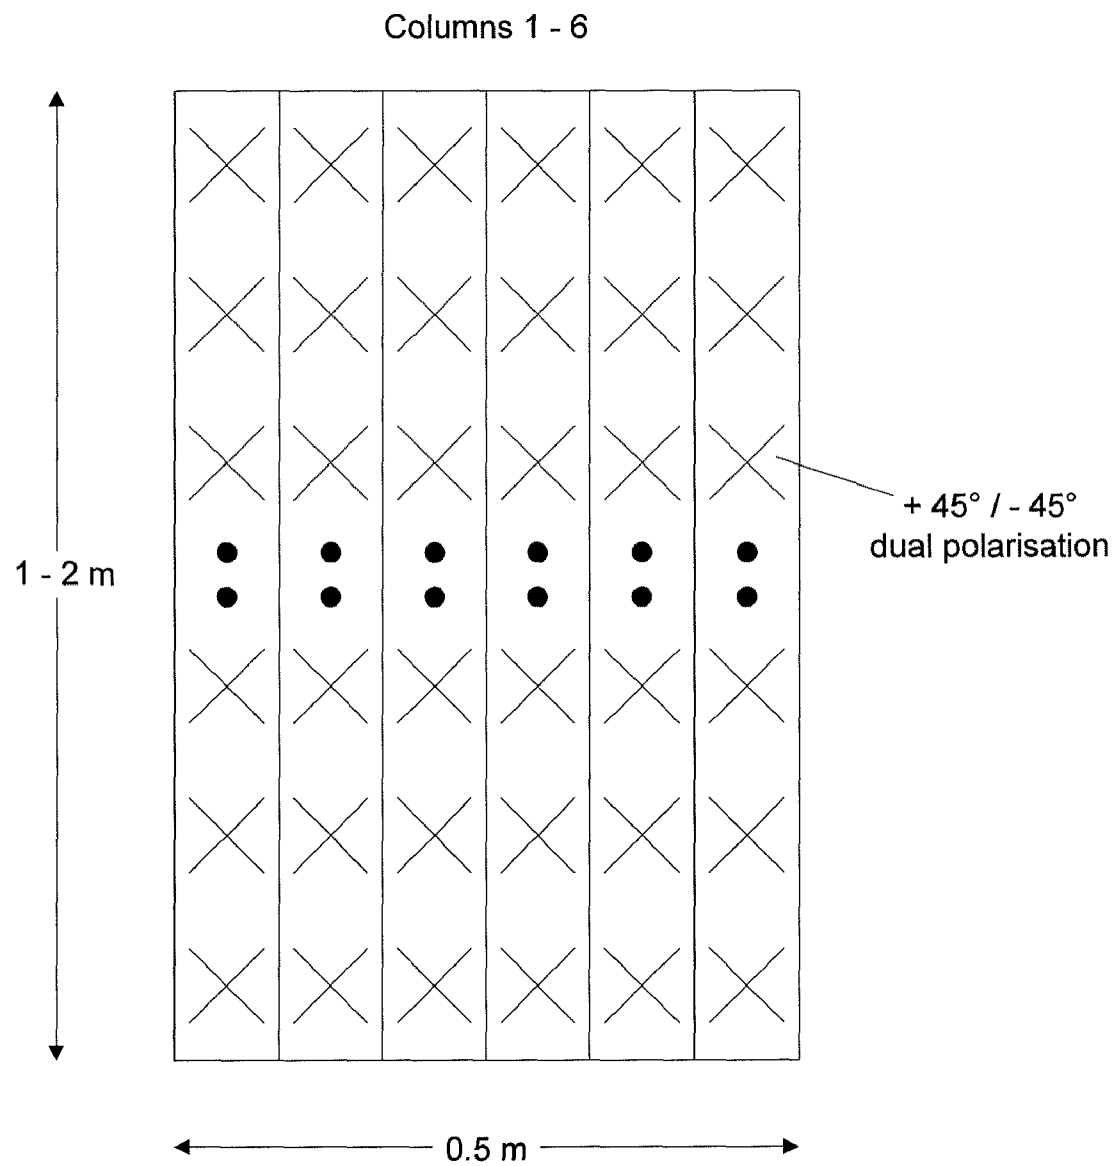 Columns 1 - 6
+ 45° / - 45°
dual polarisation
1 - 2 m
0.5 m